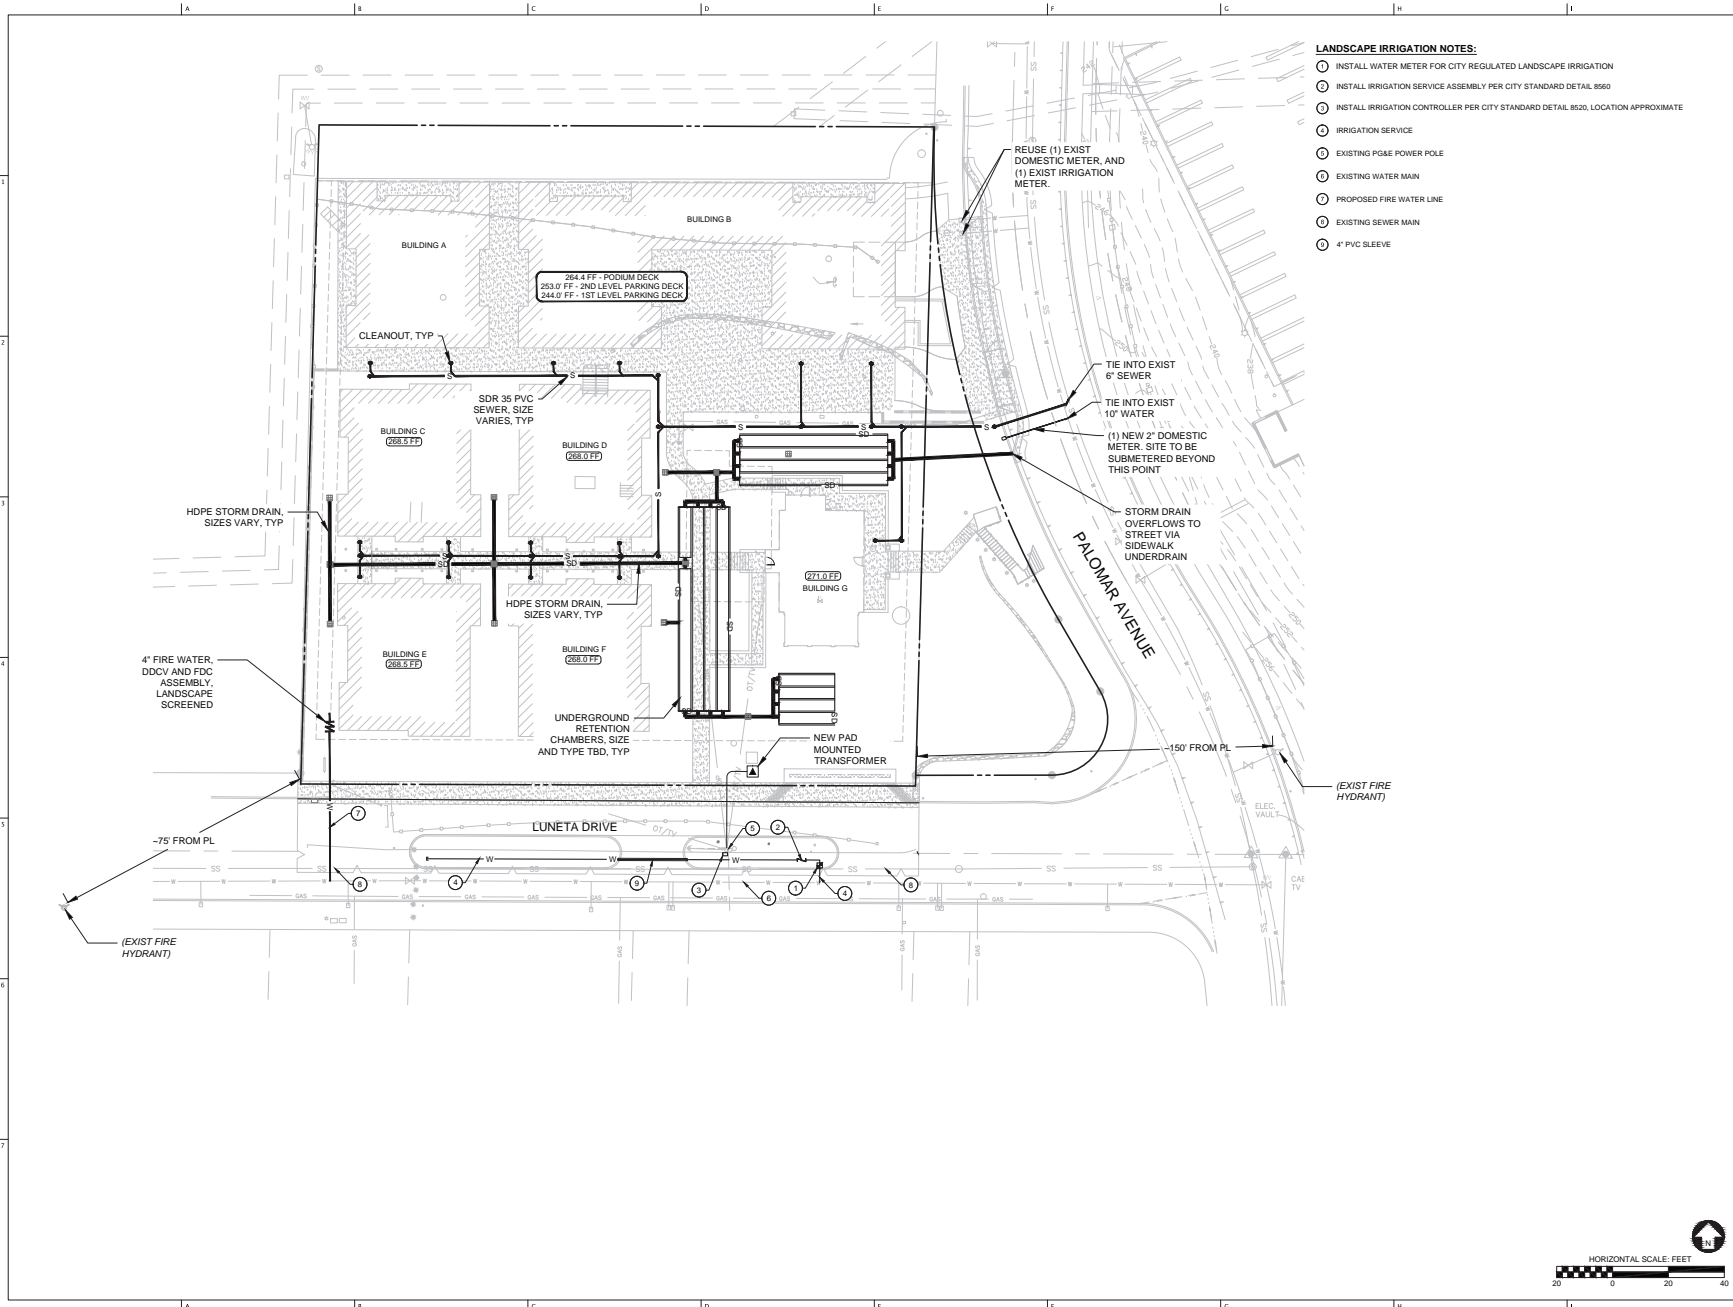 A B C D E F G H I
LANDSCAPE IRRIGATION NOTES:
1 INSTALL WATER METER FOR CITY REGULATED LANDSCAPE IRRIGATION
2 INSTALL IRRIGATION SERVICE ASSEMBLY PER CITY STANDARD DETAIL 8560
3 INSTALL IRRIGATION CONTROLLER PER CITY STANDARD DETAIL 8520, LOCATION APPROXIMATE
4 IRRIGATION SERVICE
5 EXISTING PG&E POWER POLE
6 EXISTING WATER MAIN
7 PROPOSED FIRE WATER LINE
8 EXISTING SEWER MAIN
9 4" PVC SLEEVE
REUSE (1) EXIST
DOMESTIC METER, AND
(1) EXIST IRRIGATION
METER.
BUILDING A
BUILDING B
264.4 FF - PODIUM DECK
253.0' FF - 2ND LEVEL PARKING DECK
244.0' FF - 1ST LEVEL PARKING DECK
CLEANOUT, TYP
SDR 35 PVC
SEWER, SIZE
VARIES, TYP
TIE INTO EXIST
6" SEWER
TIE INTO EXIST
10" WATER
(1) NEW 2" DOMESTIC
METER. SITE TO BE
SUBMETERED BEYOND
THIS POINT
BUILDING C
268.5 FF
BUILDING D
268.0 FF
HDPE STORM DRAIN,
SIZES VARY, TYP
STORM DRAIN
OVERFLOWS TO
STREET VIA
SIDEWALK
UNDERDRAIN
PALOMAR AVENUE
271.0 FF
BUILDING G
HDPE STORM DRAIN,
SIZES VARY, TYP
BUILDING E
268.5 FF
BUILDING F
268.0 FF
4" FIRE WATER,
DDCV AND FDC
ASSEMBLY,
LANDSCAPE
SCREENED
UNDERGROUND
RETENTION
CHAMBERS, SIZE
AND TYPE TBD, TYP
NEW PAD
MOUNTED
TRANSFORMER
~150' FROM PL
(EXIST FIRE
HYDRANT)
ELEC.
VAULT
LUNETA DRIVE
~75' FROM PL
(EXIST FIRE
HYDRANT)
HORIZONTAL SCALE: FEET
20 0 20 40